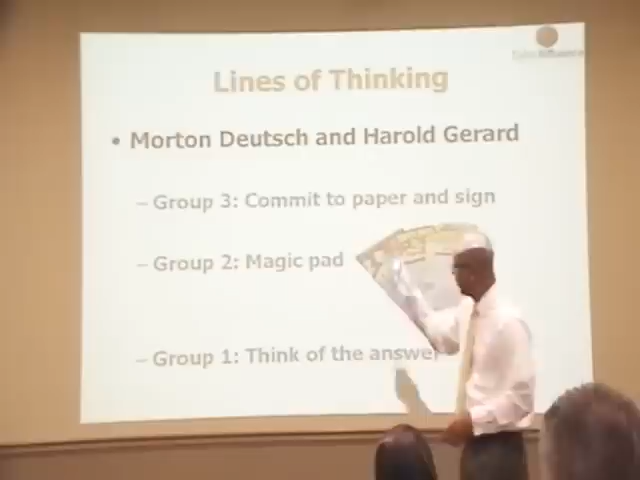 Lines of Thinking
• Morton Deutsch and Harold Gerard
– Group 3: Commit to paper and sign
– Group 2: Magic pad
– Group 1: Think of the answer